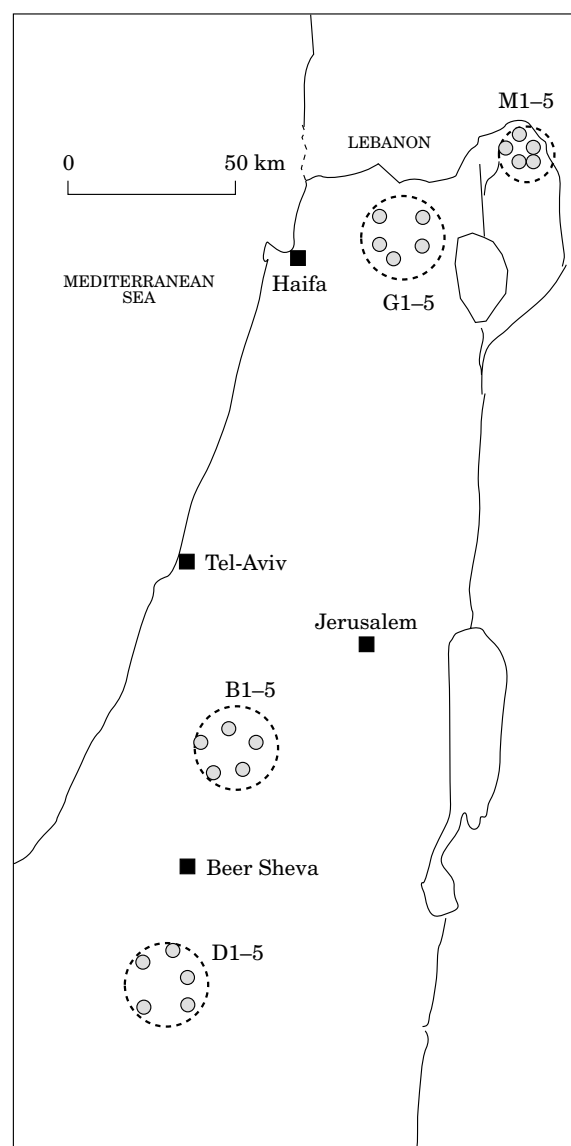 M1–5
LEBANON
0 50 km
MEDITERRANEAN
SEA
Haifa
G1–5
Tel-Aviv
Jerusalem
B1–5
Beer Sheva
D1–5